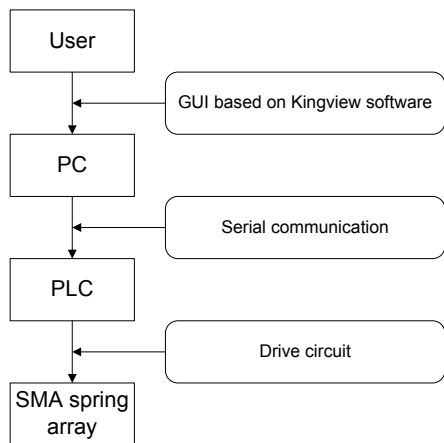 User
GUI based on Kingview software
PC
Serial communication
PLC
Drive circuit
SMA spring
array